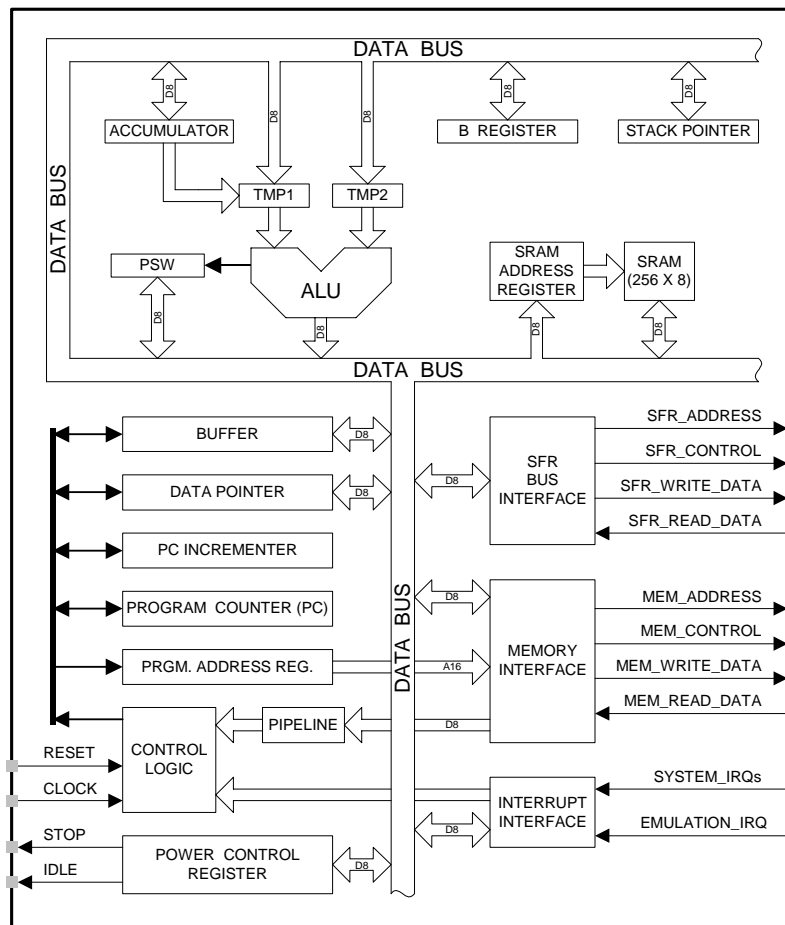 DATA BUS
D8
D8
D8
D8
D8
ACCUMULATOR
B REGISTER
STACK POINTER
DATA BUS
TMP1
TMP2
PSW
ALU
SRAM
ADDRESS
REGISTER
SRAM
(256 X 8)
D8
D8
D8
D8
DATA BUS
BUFFER
D8
DATA POINTER
D8
PC INCREMENTER
PROGRAM COUNTER (PC)
PRGM. ADDRESS REG.
A16
PIPELINE
D8
CONTROL
LOGIC
RESET
CLOCK
STOP
IDLE
POWER CONTROL
REGISTER
D8
DATA BUS
D8
SFR
BUS
INTERFACE
SFR_ADDRESS
SFR_CONTROL
SFR_WRITE_DATA
SFR_READ_DATA
D8
MEMORY
INTERFACE
MEM_ADDRESS
MEM_CONTROL
MEM_WRITE_DATA
MEM_READ_DATA
INTERRUPT
INTERFACE
D8
SYSTEM_IRQs
EMULATION_IRQ